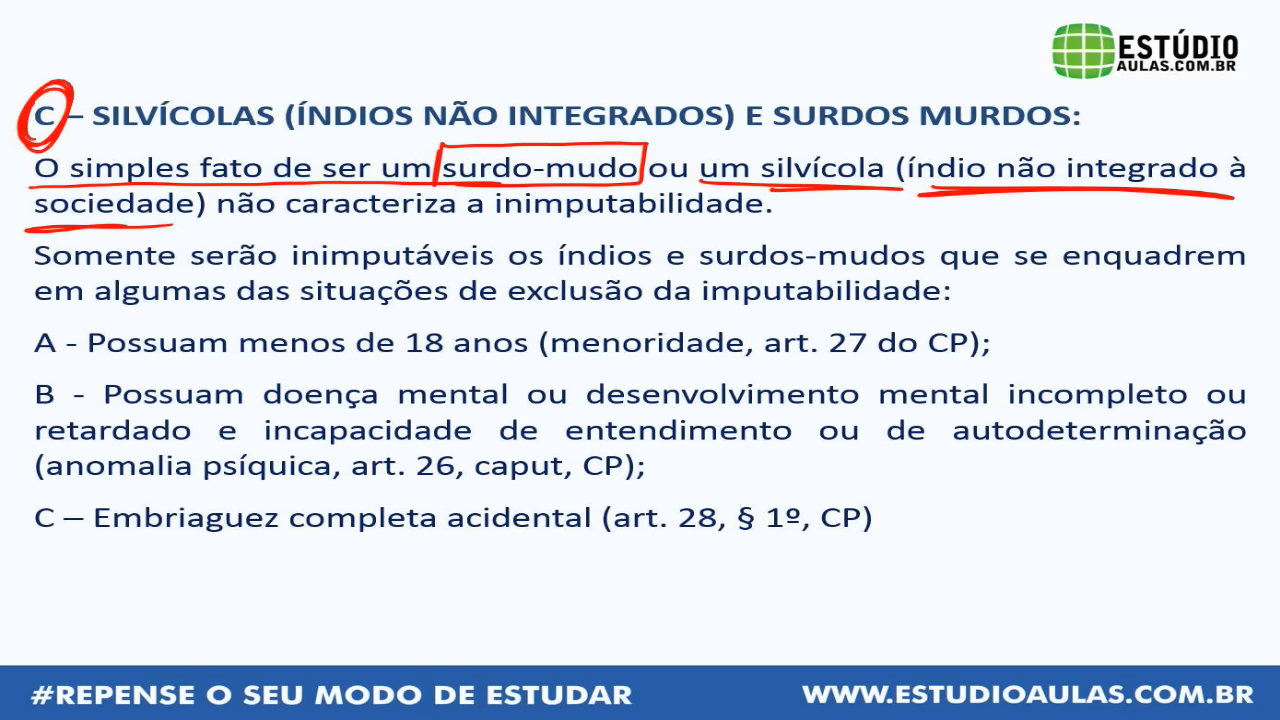 ESTÚDIO
AULAS.COM.BR
C – SILVÍCOLAS (ÍNDIOS NÃO INTEGRADOS) E SURDOS MURDOS:
O simples fato de ser um surdo-mudo ou um silvícola (índio não integrado à
sociedade) não caracteriza a inimputabilidade.
Somente serão inimputáveis os índios e surdos-mudos que se enquadrem
em algumas das situações de exclusão da imputabilidade:
A - Possuam menos de 18 anos (menoridade, art. 27 do CP);
B - Possuam doença mental ou desenvolvimento mental incompleto ou
retardado e incapacidade de entendimento ou de autodeterminação
(anomalia psíquica, art. 26, caput, CP);
C – Embriaguez completa acidental (art. 28, § 1º, CP)
#REPENSE O SEU MODO DE ESTUDAR
WWW.ESTUDIOAULAS.COM.BR